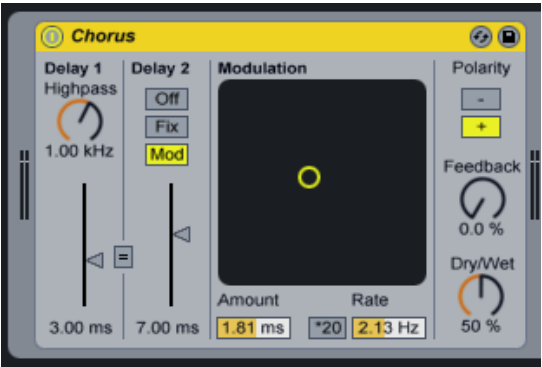 Chorus
Delay 1
Highpass
1.00 kHz
3.00 ms
=
Delay 2
Off
Fix
Mod
7.00 ms
Modulation
Amount
1.81 ms
*20
Rate
2.13 Hz
Polarity
-
+
Feedback
0.0 %
Dry/Wet
50 %